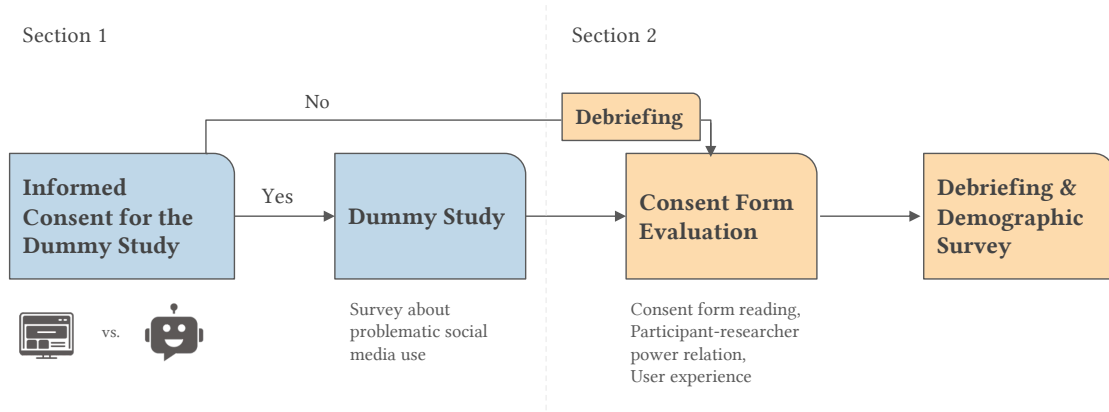 Section 1
Section 2
No
Debriefing
Informed
Consent for the
Dummy Study
Yes
Dummy Study
Consent Form
Evaluation
Debriefing &
Demographic
Survey
vs.
Survey about
problematic social
media use
Consent form reading,
Participant-researcher
power relation,
User experience